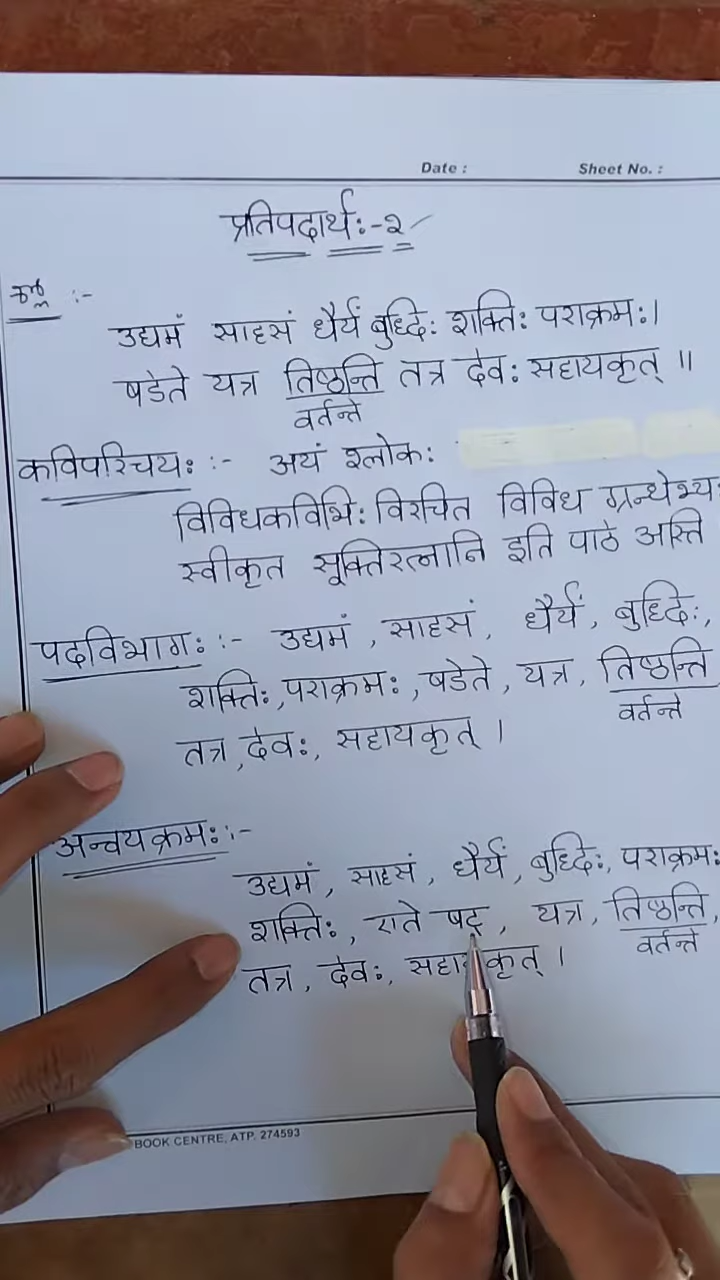 Date :
Sheet No. :
प्रतिपदार्थः-२
उद्यमं साहसं धैर्यं बुध्दिः शक्तिः पराक्रमः।
षडेते यत्र तिष्ठन्ति तत्र देवः सहायकृत् ॥
वर्तन्ते
कविपरिचयः :- अयं श्लोकः
विविधकविभिः विरचित विविध ग्रन्थेभ्यः
स्वीकृत सूक्तिरत्नानि इति पाठे अस्ति
पदविभागः :- उद्यमं , साहसं , धैर्यं , बुध्दिः,
शक्तिः, पराक्रमः, षडेते , यत्र, तिष्ठन्ति
वर्तन्ते
तत्र, देवः, सहायकृत् ।
अन्वयक्रमः :-
उद्यमं , साहसं , धैर्यं , बुध्दिः, पराक्रमः
शक्तिः, एते षट्, यत्र, तिष्ठन्ति,
वर्तन्ते
तत्र, देवः, सहायकृत् ।
BOOK CENTRE, ATP. 274593